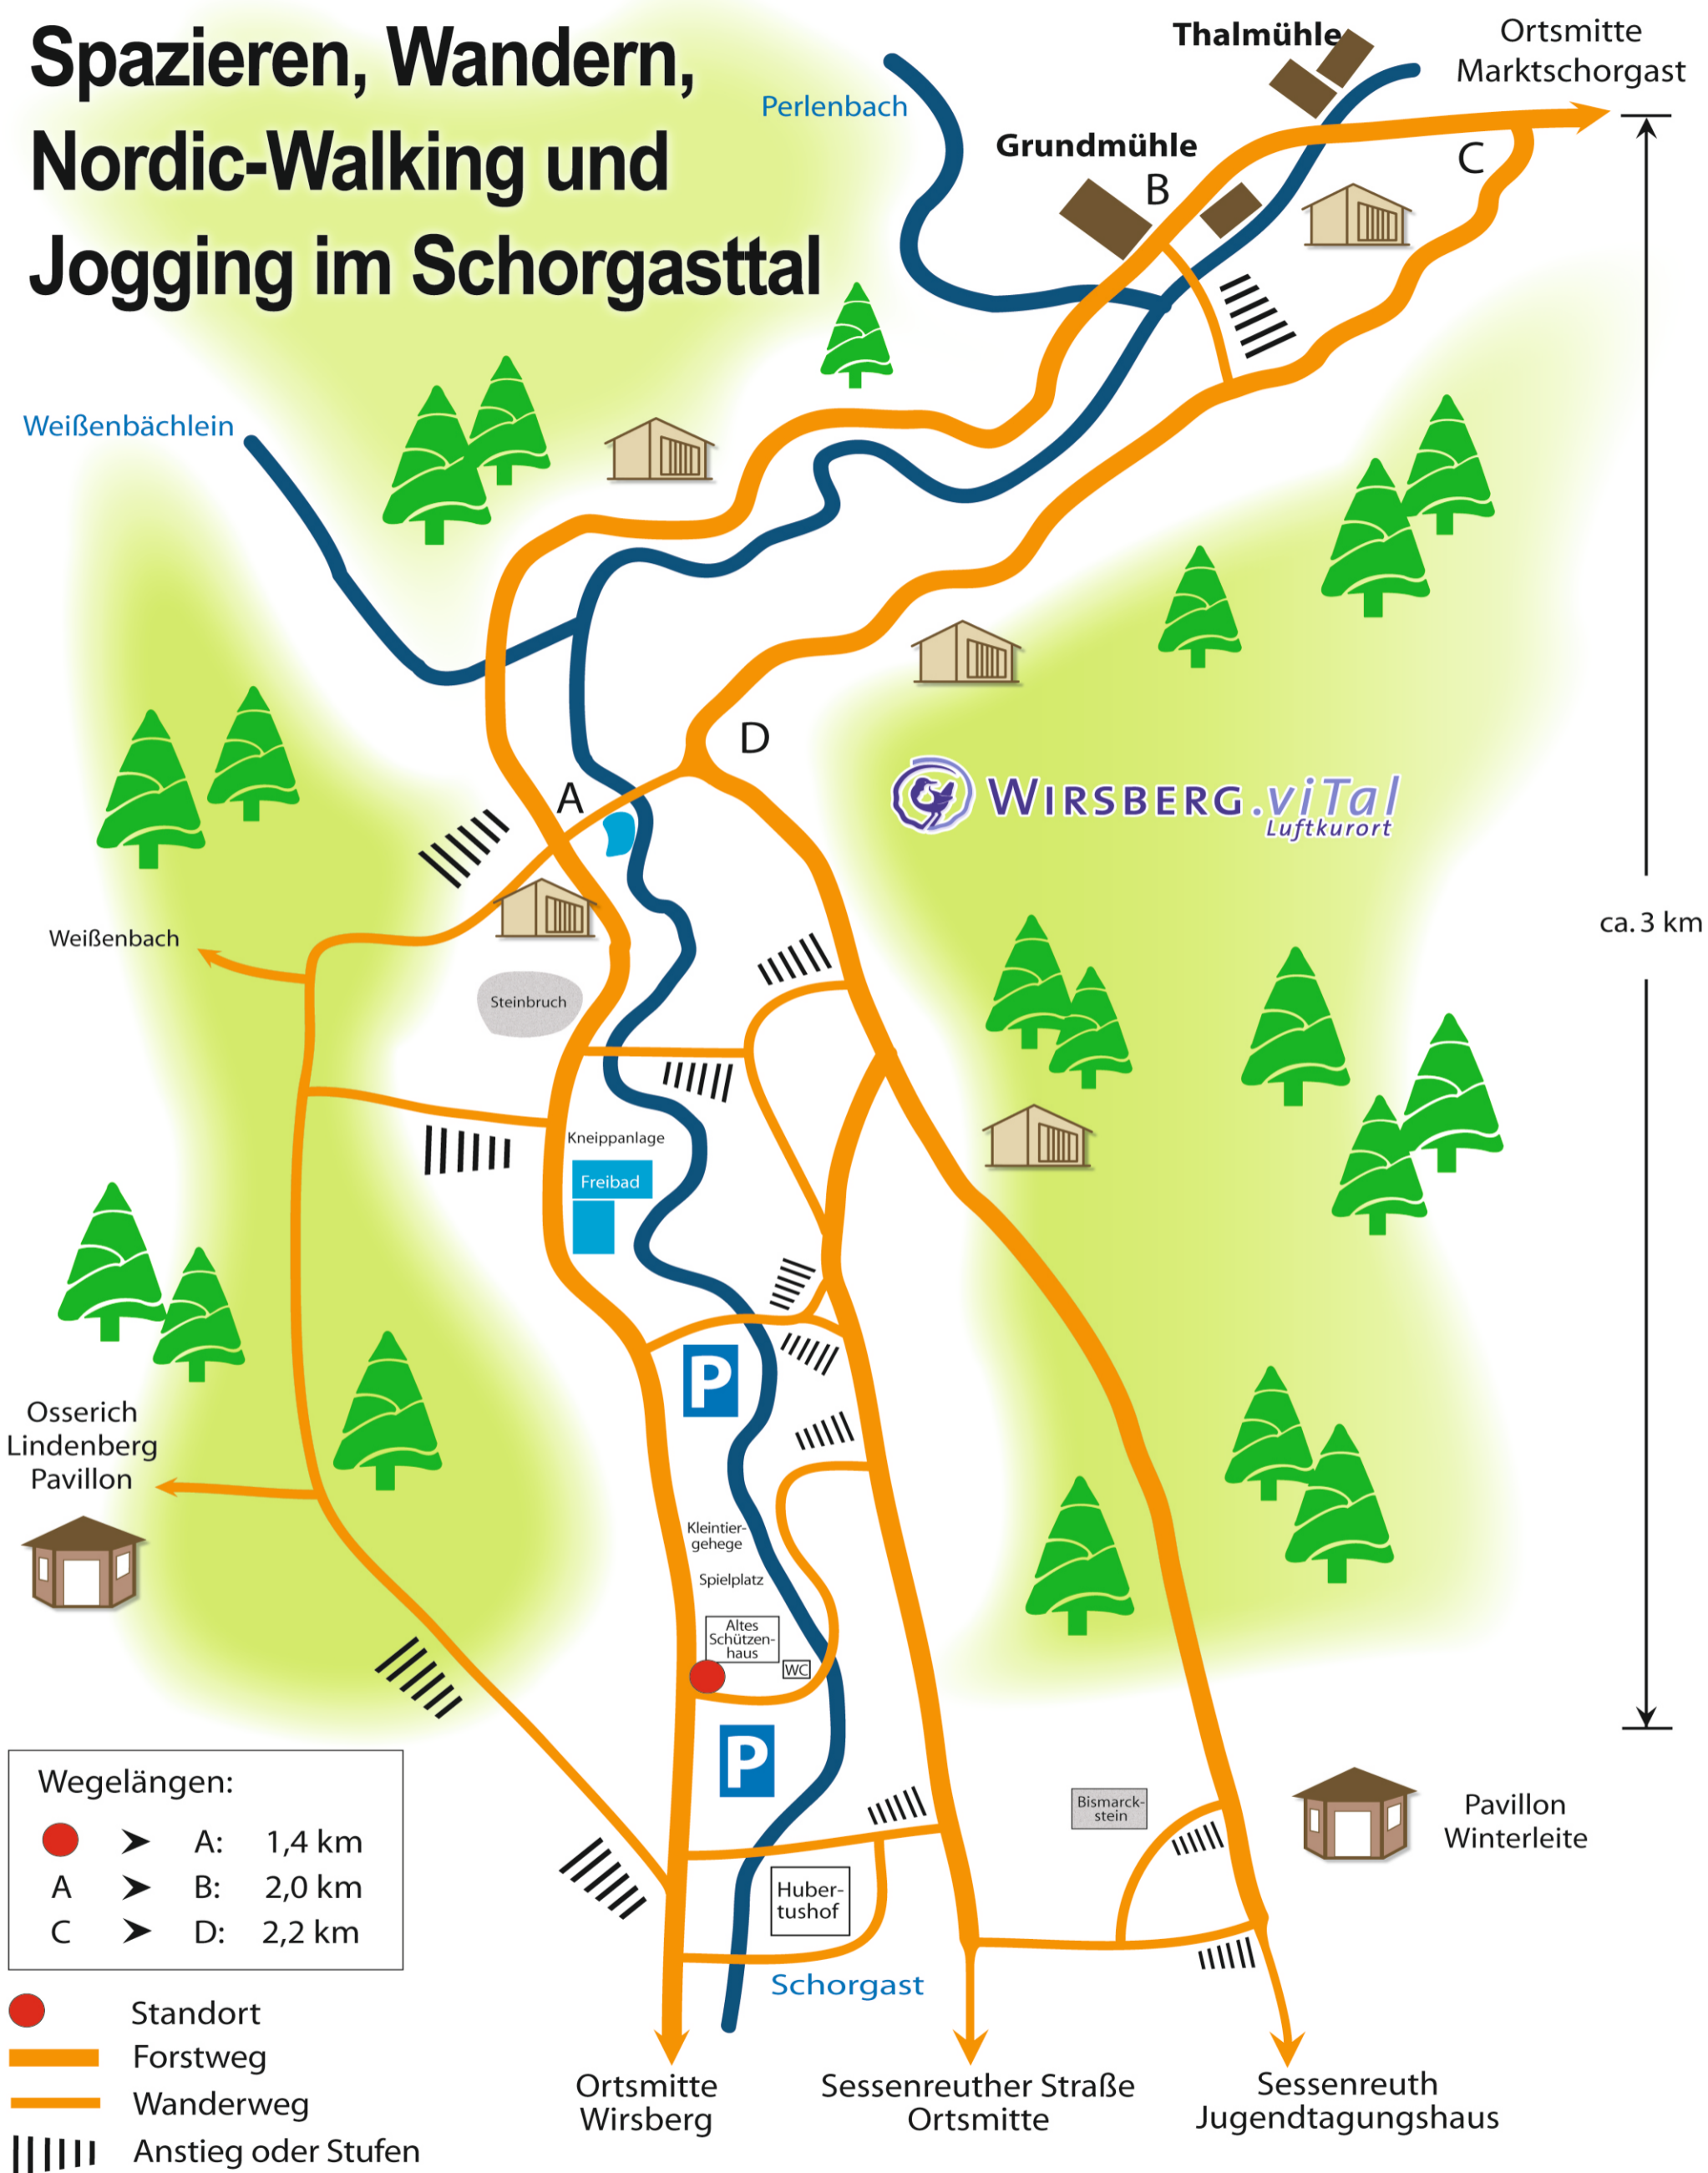 Spazieren, Wandern,
Nordic-Walking und
Jogging im Schorgasttal
Thalmühle
Ortsmitte
Marktschorgast
Perlenbach
Grundmühle
B
C
Weißenbächlein
D
A
WIRSBERG.viTal
Luftkurort
ca. 3 km
Weißenbach
Steinbruch
Kneippanlage
Freibad
P
Osserich
Lindenberg
Pavillon
Kleintier-
gehege
Spielplatz
Altes
Schützen-
haus
WC
P
Bismarck-
stein
Pavillon
Winterleite
Huber-
tushof
Schorgast
Wegelängen:
➤ A: 1,4 km
A ➤ B: 2,0 km
C ➤ D: 2,2 km
Standort
Forstweg
Wanderweg
Anstieg oder Stufen
Ortsmitte
Wirsberg
Sessenreuther Straße
Ortsmitte
Sessenreuth
Jugendtagungshaus